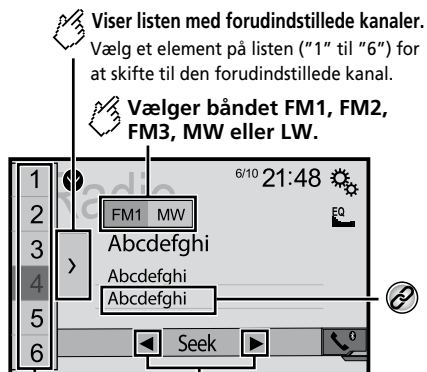 Viser listen med forudindstillede kanaler.
Vælg et element på listen ("1" til "6") for
at skifte til den forudindstillede kanal.
Vælger båndet FM1, FM2,
FM3, MW eller LW.
Radio
6/10 21:48
EQ
FM1 MW
1
2
3
4
5
6
Abcdefghi
Abcdefghi
Abcdefghi
Seek